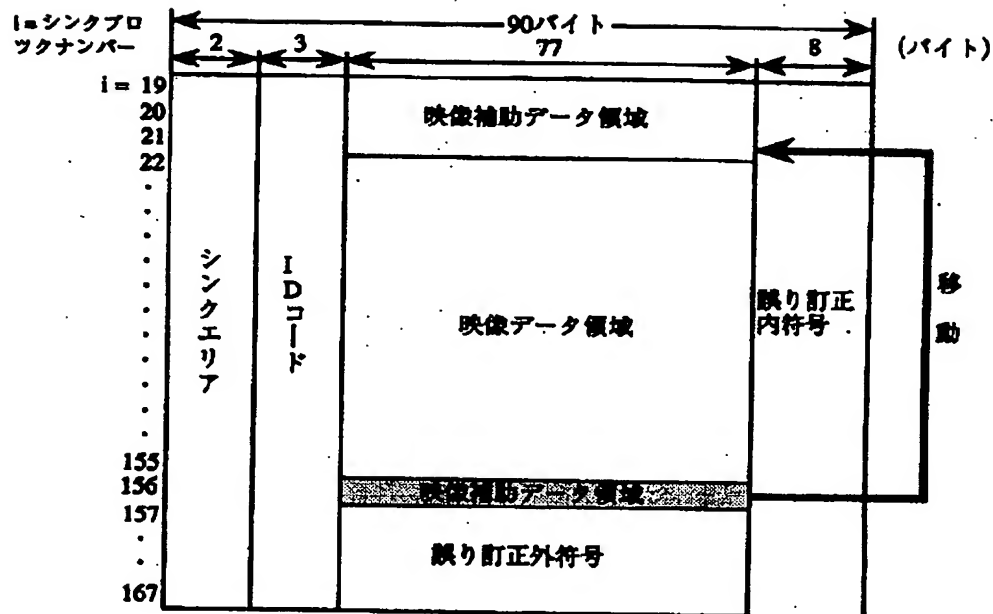 i=シンクブロ
ックナンバー
90バイト
2
3
77
8
(バイト)
i = 19
20
21
22
映像補助データ領域
シンクエリア
IDコード
映像データ領域
誤り訂正
内符号
移動
155
156
映像補助データ領域
157
誤り訂正外符号
167